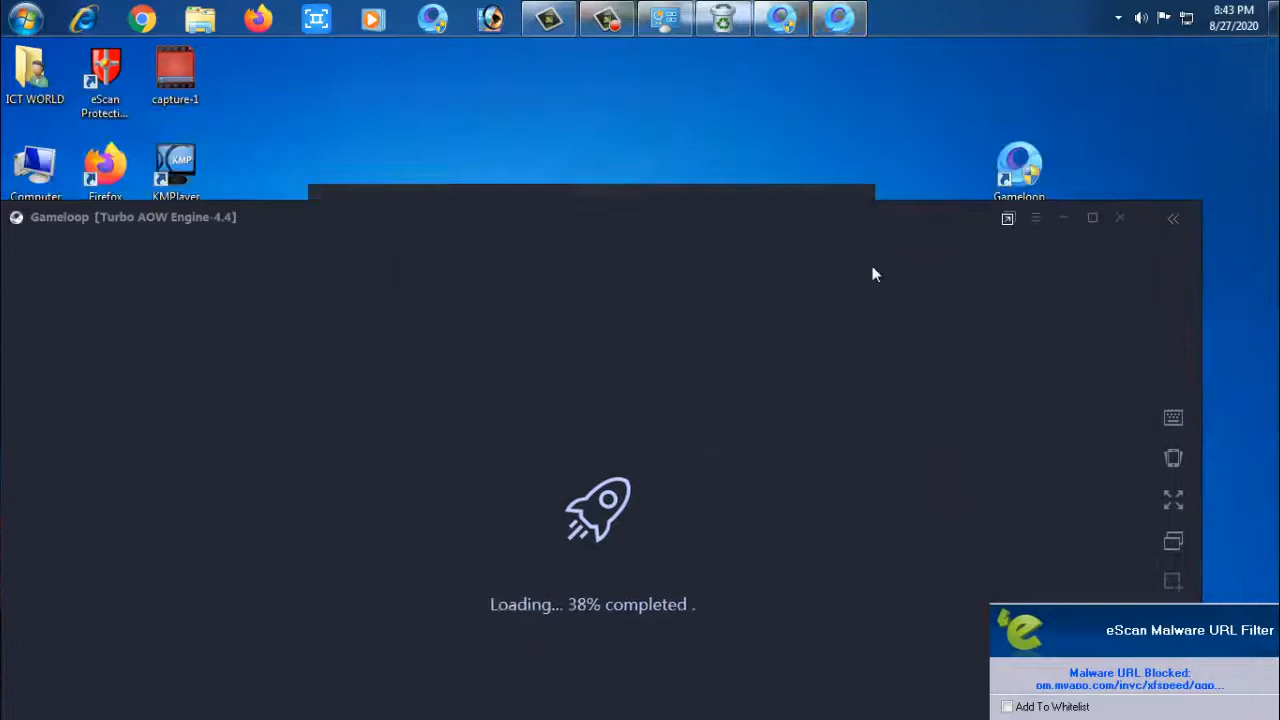 8:43 PM
8/27/2020
ICT WORLD
eScan
Protecti...
capture-1
KMP
Computer
Firefox
KMPlayer
Gameloop
Gameloop [Turbo AOW Engine-4.4]
Loading... 38% completed .
eScan Malware URL Filter
Malware URL Blocked:
Add To Whitelist